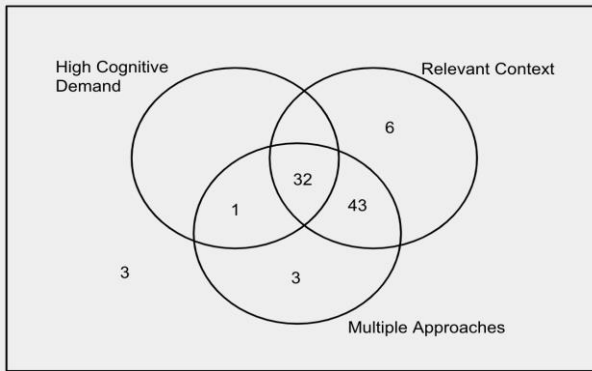 High Cognitive
Demand
Relevant Context
6
32
43
1
3
3
Multiple Approaches